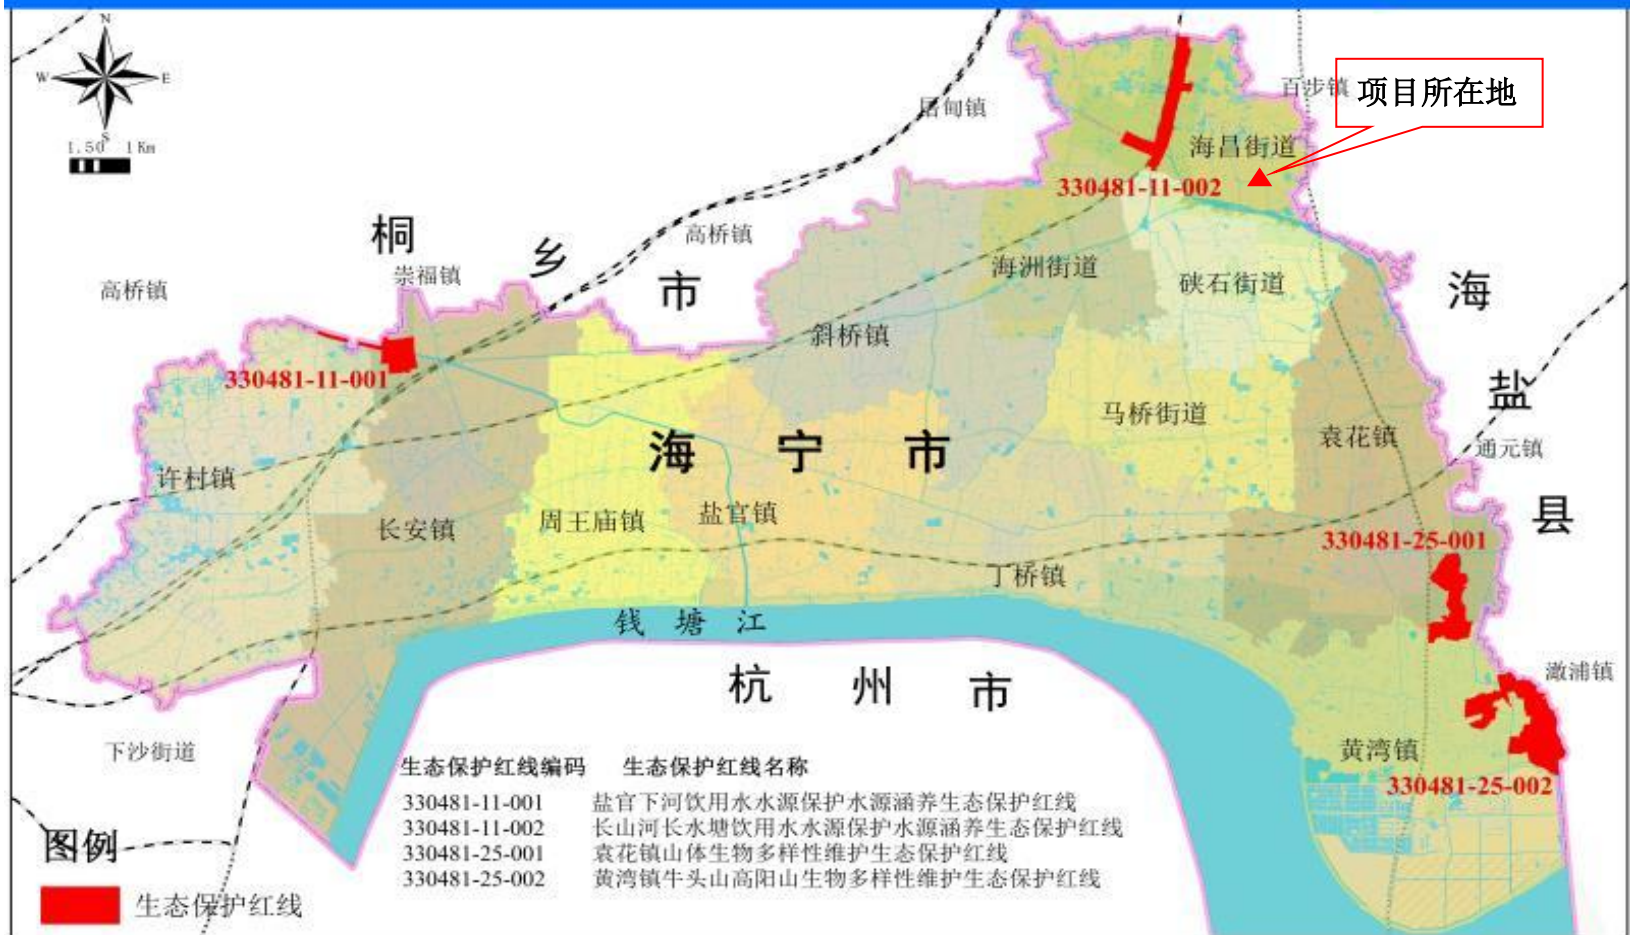 N
W
E
S
1.50 1Km
百步镇
项目所在地
屠甸镇
海昌街道
330481-11-002
桐乡市
高桥镇
崇福镇
高桥镇
海洲街道
硖石街道
海盐县
斜桥镇
330481-11-001
马桥街道
海宁市
袁花镇
通元镇
许村镇
长安镇
周王庙镇
盐官镇
330481-25-001
丁桥镇
钱塘江
杭州市
澉浦镇
下沙街道
黄湾镇
330481-25-002
生态保护红线编码 生态保护红线名称
330481-11-001 盐官下河饮用水水源保护水源涵养生态保护红线
330481-11-002 长山河长水塘饮用水水源保护水源涵养生态保护红线
330481-25-001 袁花镇山体生物多样性维护生态保护红线
330481-25-002 黄湾镇牛头山高阳山生物多样性维护生态保护红线
图例
生态保护红线